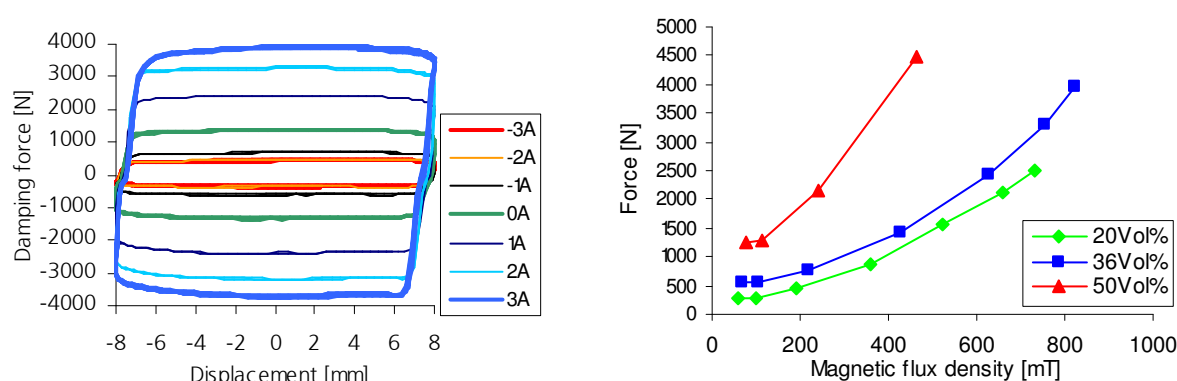 Damping force [N]
4000
3000
2000
1000
0
-1000
-2000
-3000
-4000
-8 -6 -4 -2 0 2 4 6 8
Displacement [mm]
-3A
-2A
-1A
0A
1A
2A
3A
Force [N]
5000
4500
4000
3500
3000
2500
2000
1500
1000
500
0
0 200 400 600 800 1000
Magnetic flux density [mT]
20Vol%
36Vol%
50Vol%